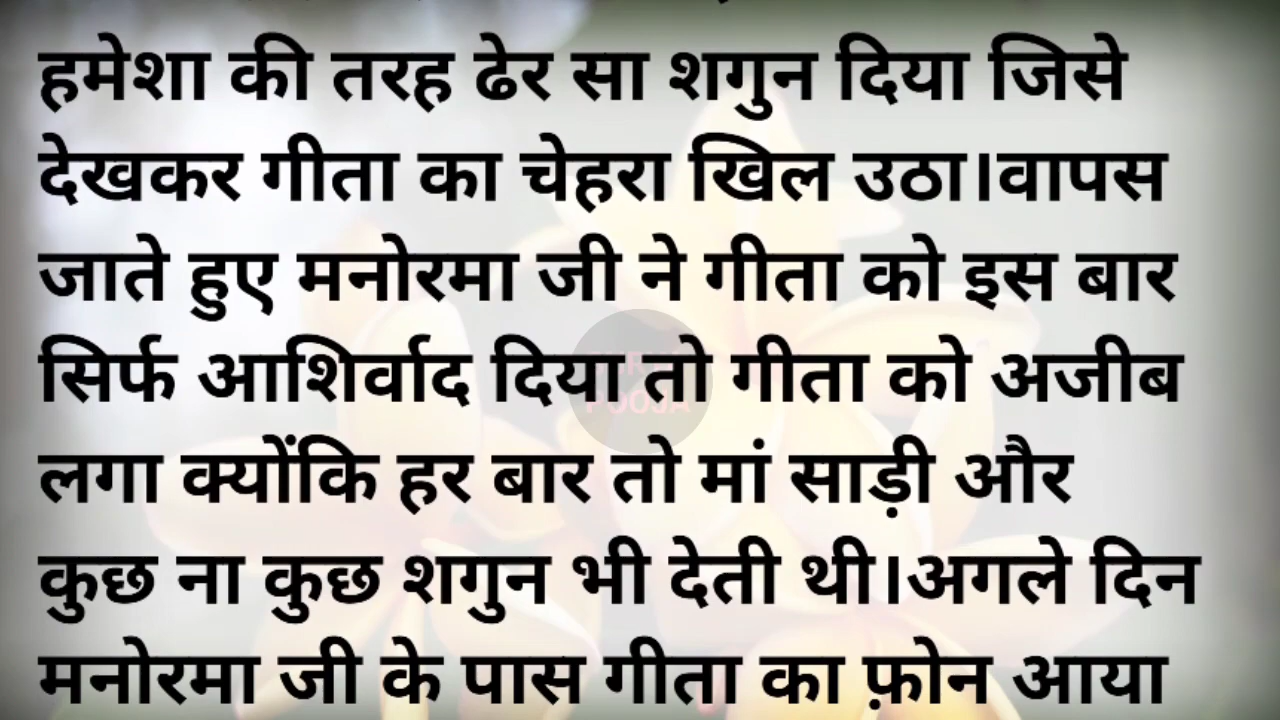 हमेशा की तरह ढेर सा शगुन दिया जिसे
देखकर गीता का चेहरा खिल उठा।वापस
जाते हुए मनोरमा जी ने गीता को इस बार
सिर्फ आशिर्वाद दिया तो गीता को अजीब
लगा क्योंकि हर बार तो मां साड़ी और
कुछ ना कुछ शगुन भी देती थी।अगले दिन
मनोरमा जी के पास गीता का फ़ोन आया
POOJA